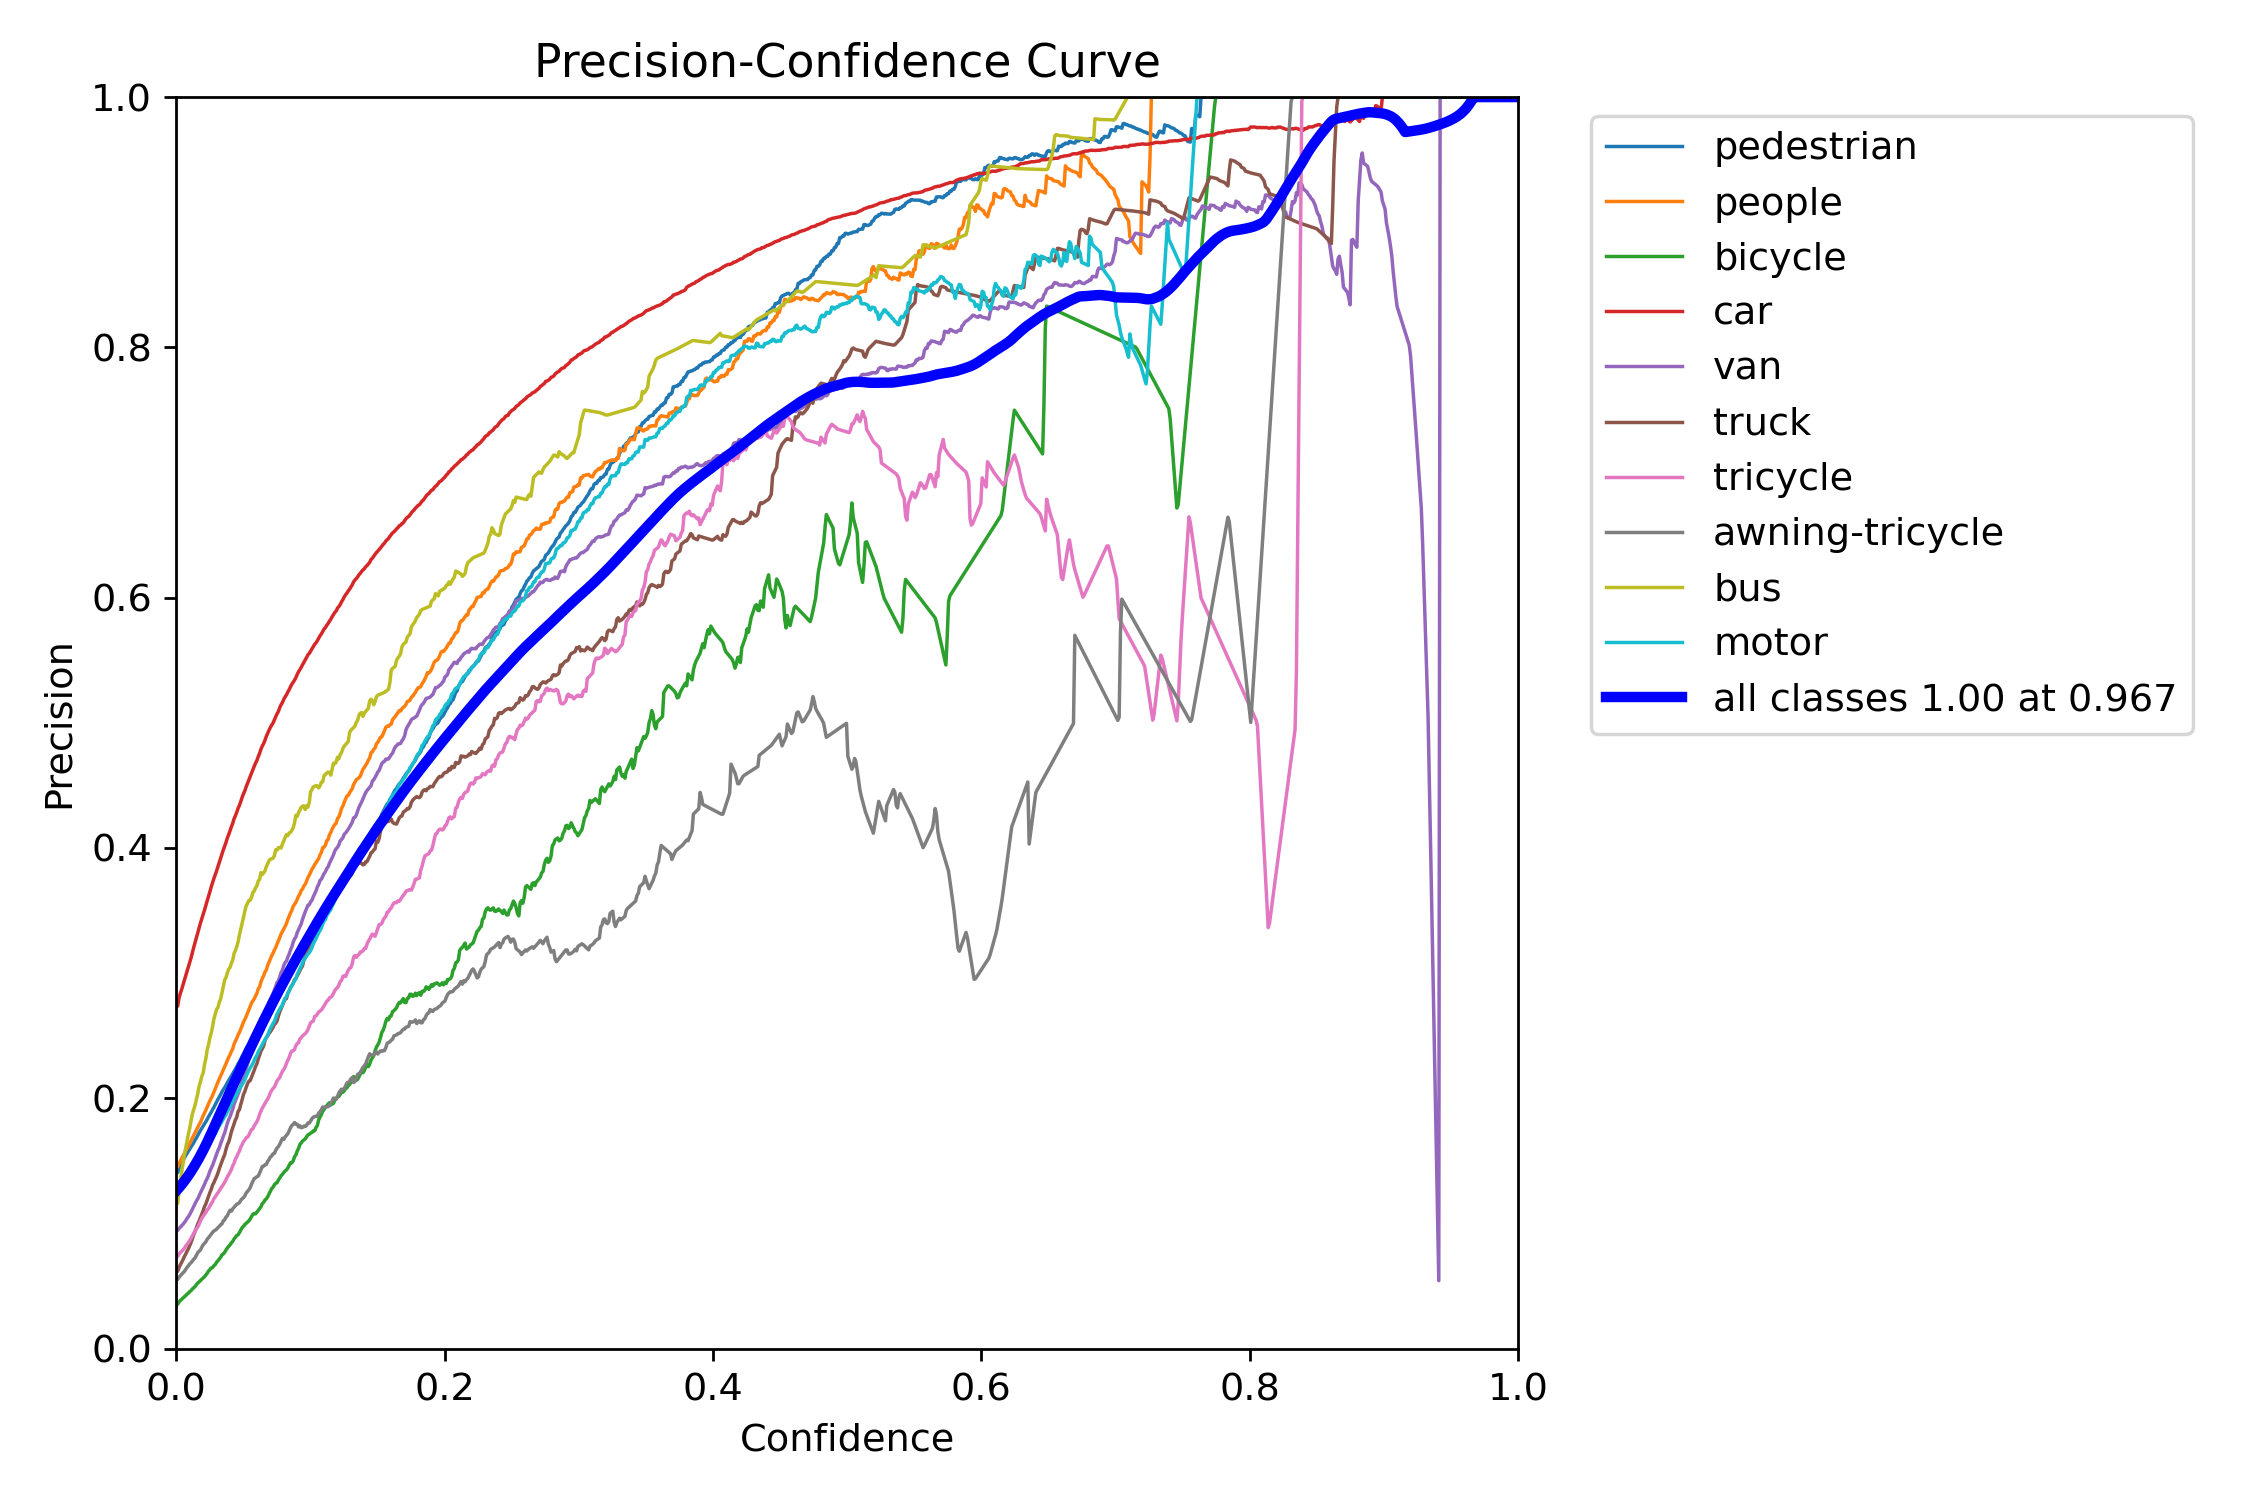 Precision-Confidence Curve
1.0
0.8
0.6
0.4
0.2
0.0
Precision
0.0 0.2 0.4 0.6 0.8 1.0
Confidence
pedestrian
people
bicycle
car
van
truck
tricycle
awning-tricycle
bus
motor
all classes 1.00 at 0.967